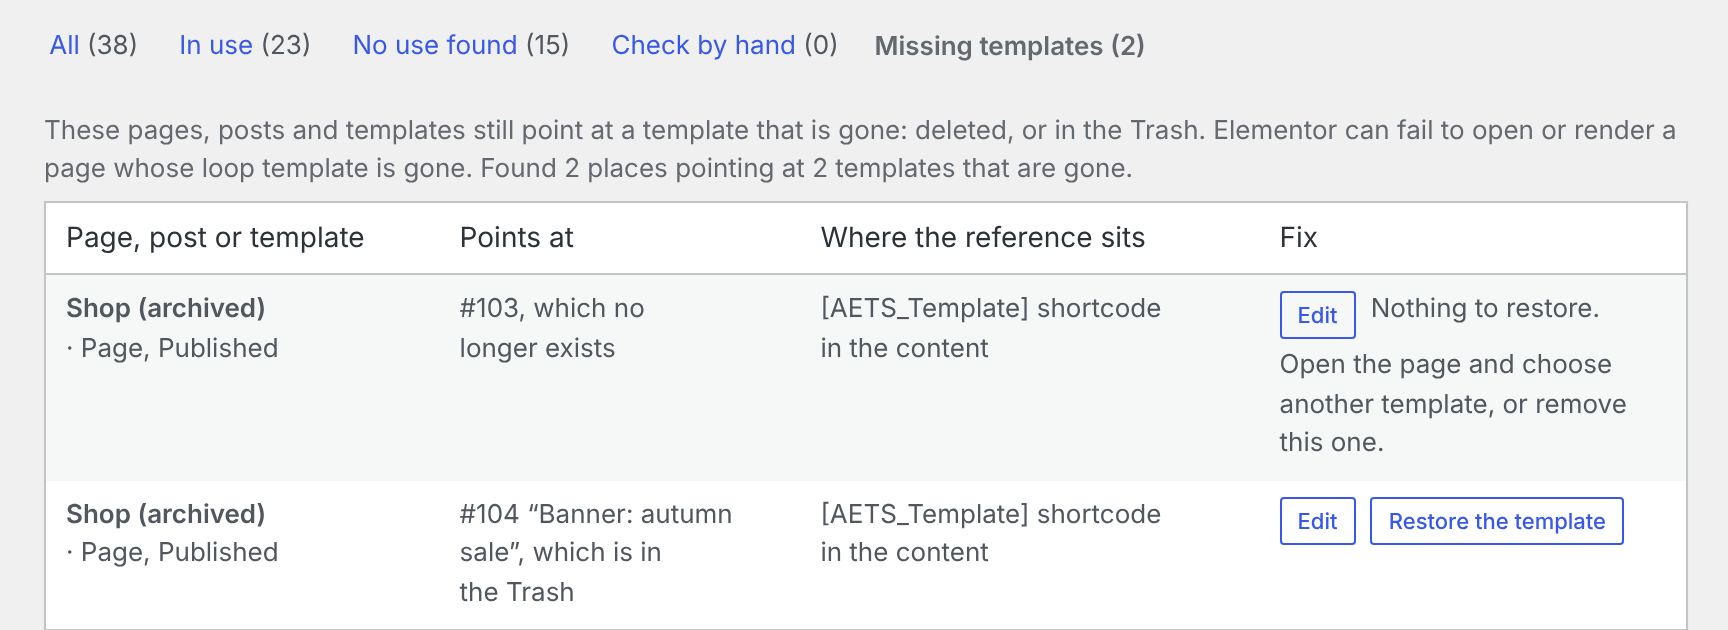 All (38) In use (23) No use found (15) Check by hand (0) Missing templates (2)
These pages, posts and templates still point at a template that is gone: deleted, or in the Trash. Elementor can fail to open or render a
page whose loop template is gone. Found 2 places pointing at 2 templates that are gone.
Page, post or template Points at Where the reference sits Fix
Shop (archived)
· Page, Published
#103, which no
longer exists
[AETS_Template] shortcode
in the content
Edit Nothing to restore.
Open the page and choose
another template, or remove
this one.
Shop (archived)
· Page, Published
#104 “Banner: autumn
sale”, which is in
the Trash
[AETS_Template] shortcode
in the content
Edit Restore the template